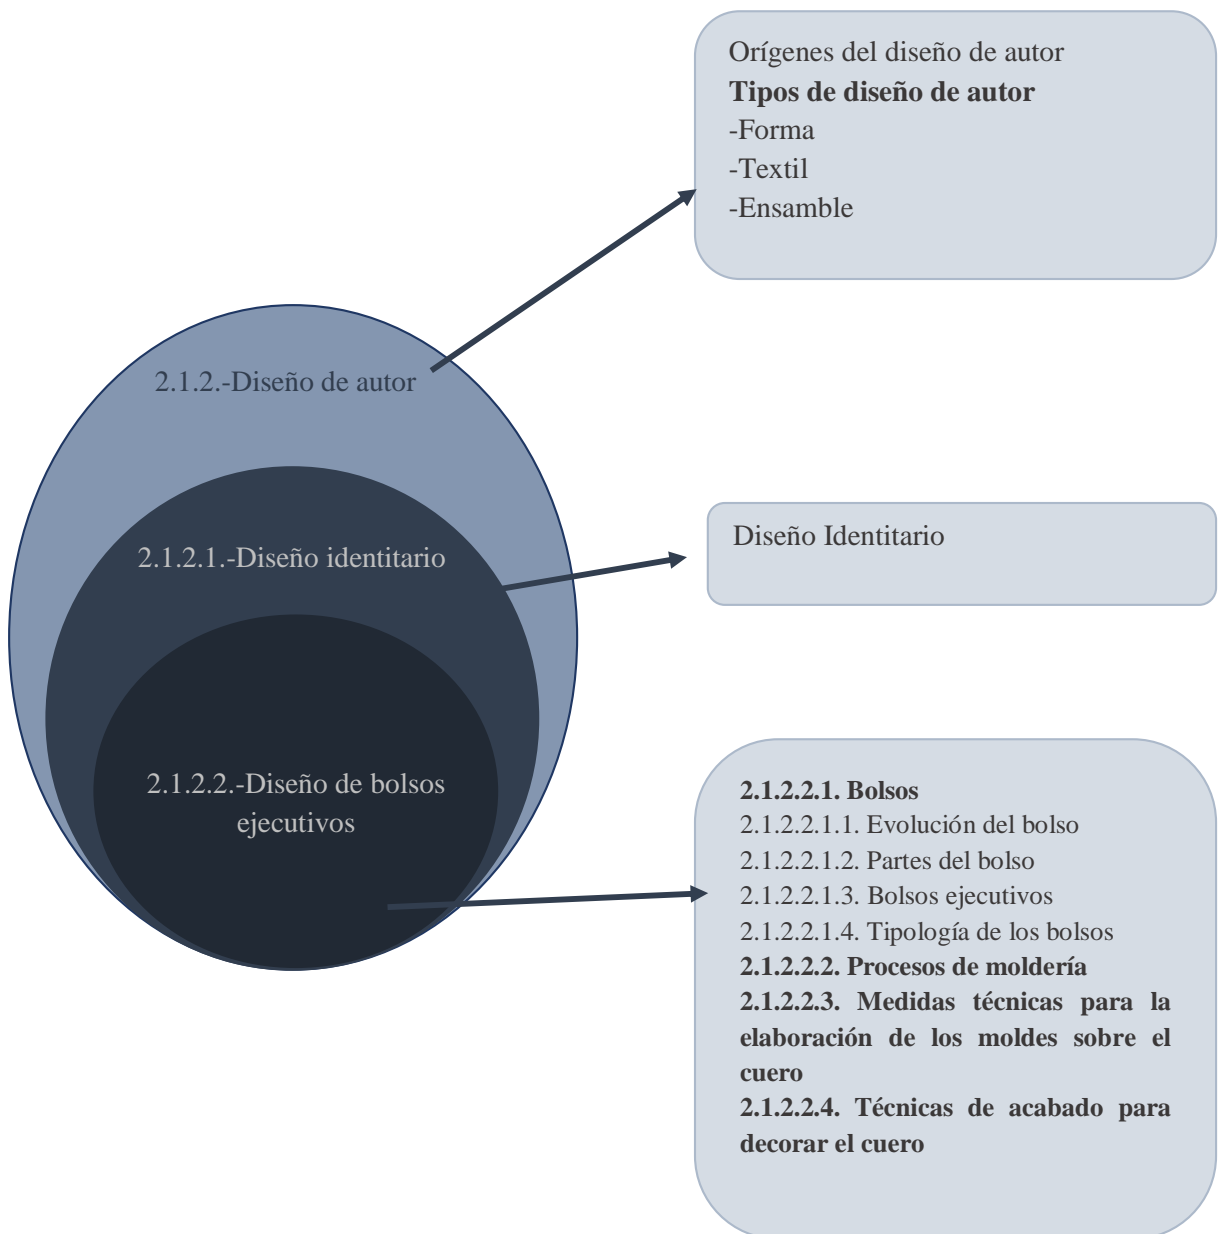 Orígenes del diseño de autor
Tipos de diseño de autor
-Forma
-Textil
-Ensamble
2.1.2.-Diseño de autor
2.1.2.1.-Diseño identitario
Diseño Identitario
2.1.2.2.-Diseño de bolsos
ejecutivos
2.1.2.2.1. Bolsos
2.1.2.2.1.1. Evolución del bolso
2.1.2.2.1.2. Partes del bolso
2.1.2.2.1.3. Bolsos ejecutivos
2.1.2.2.1.4. Tipología de los bolsos
2.1.2.2.2. Procesos de moldería
2.1.2.2.3. Medidas técnicas para la
elaboración de los moldes sobre el
cuero
2.1.2.2.4. Técnicas de acabado para
decorar el cuero